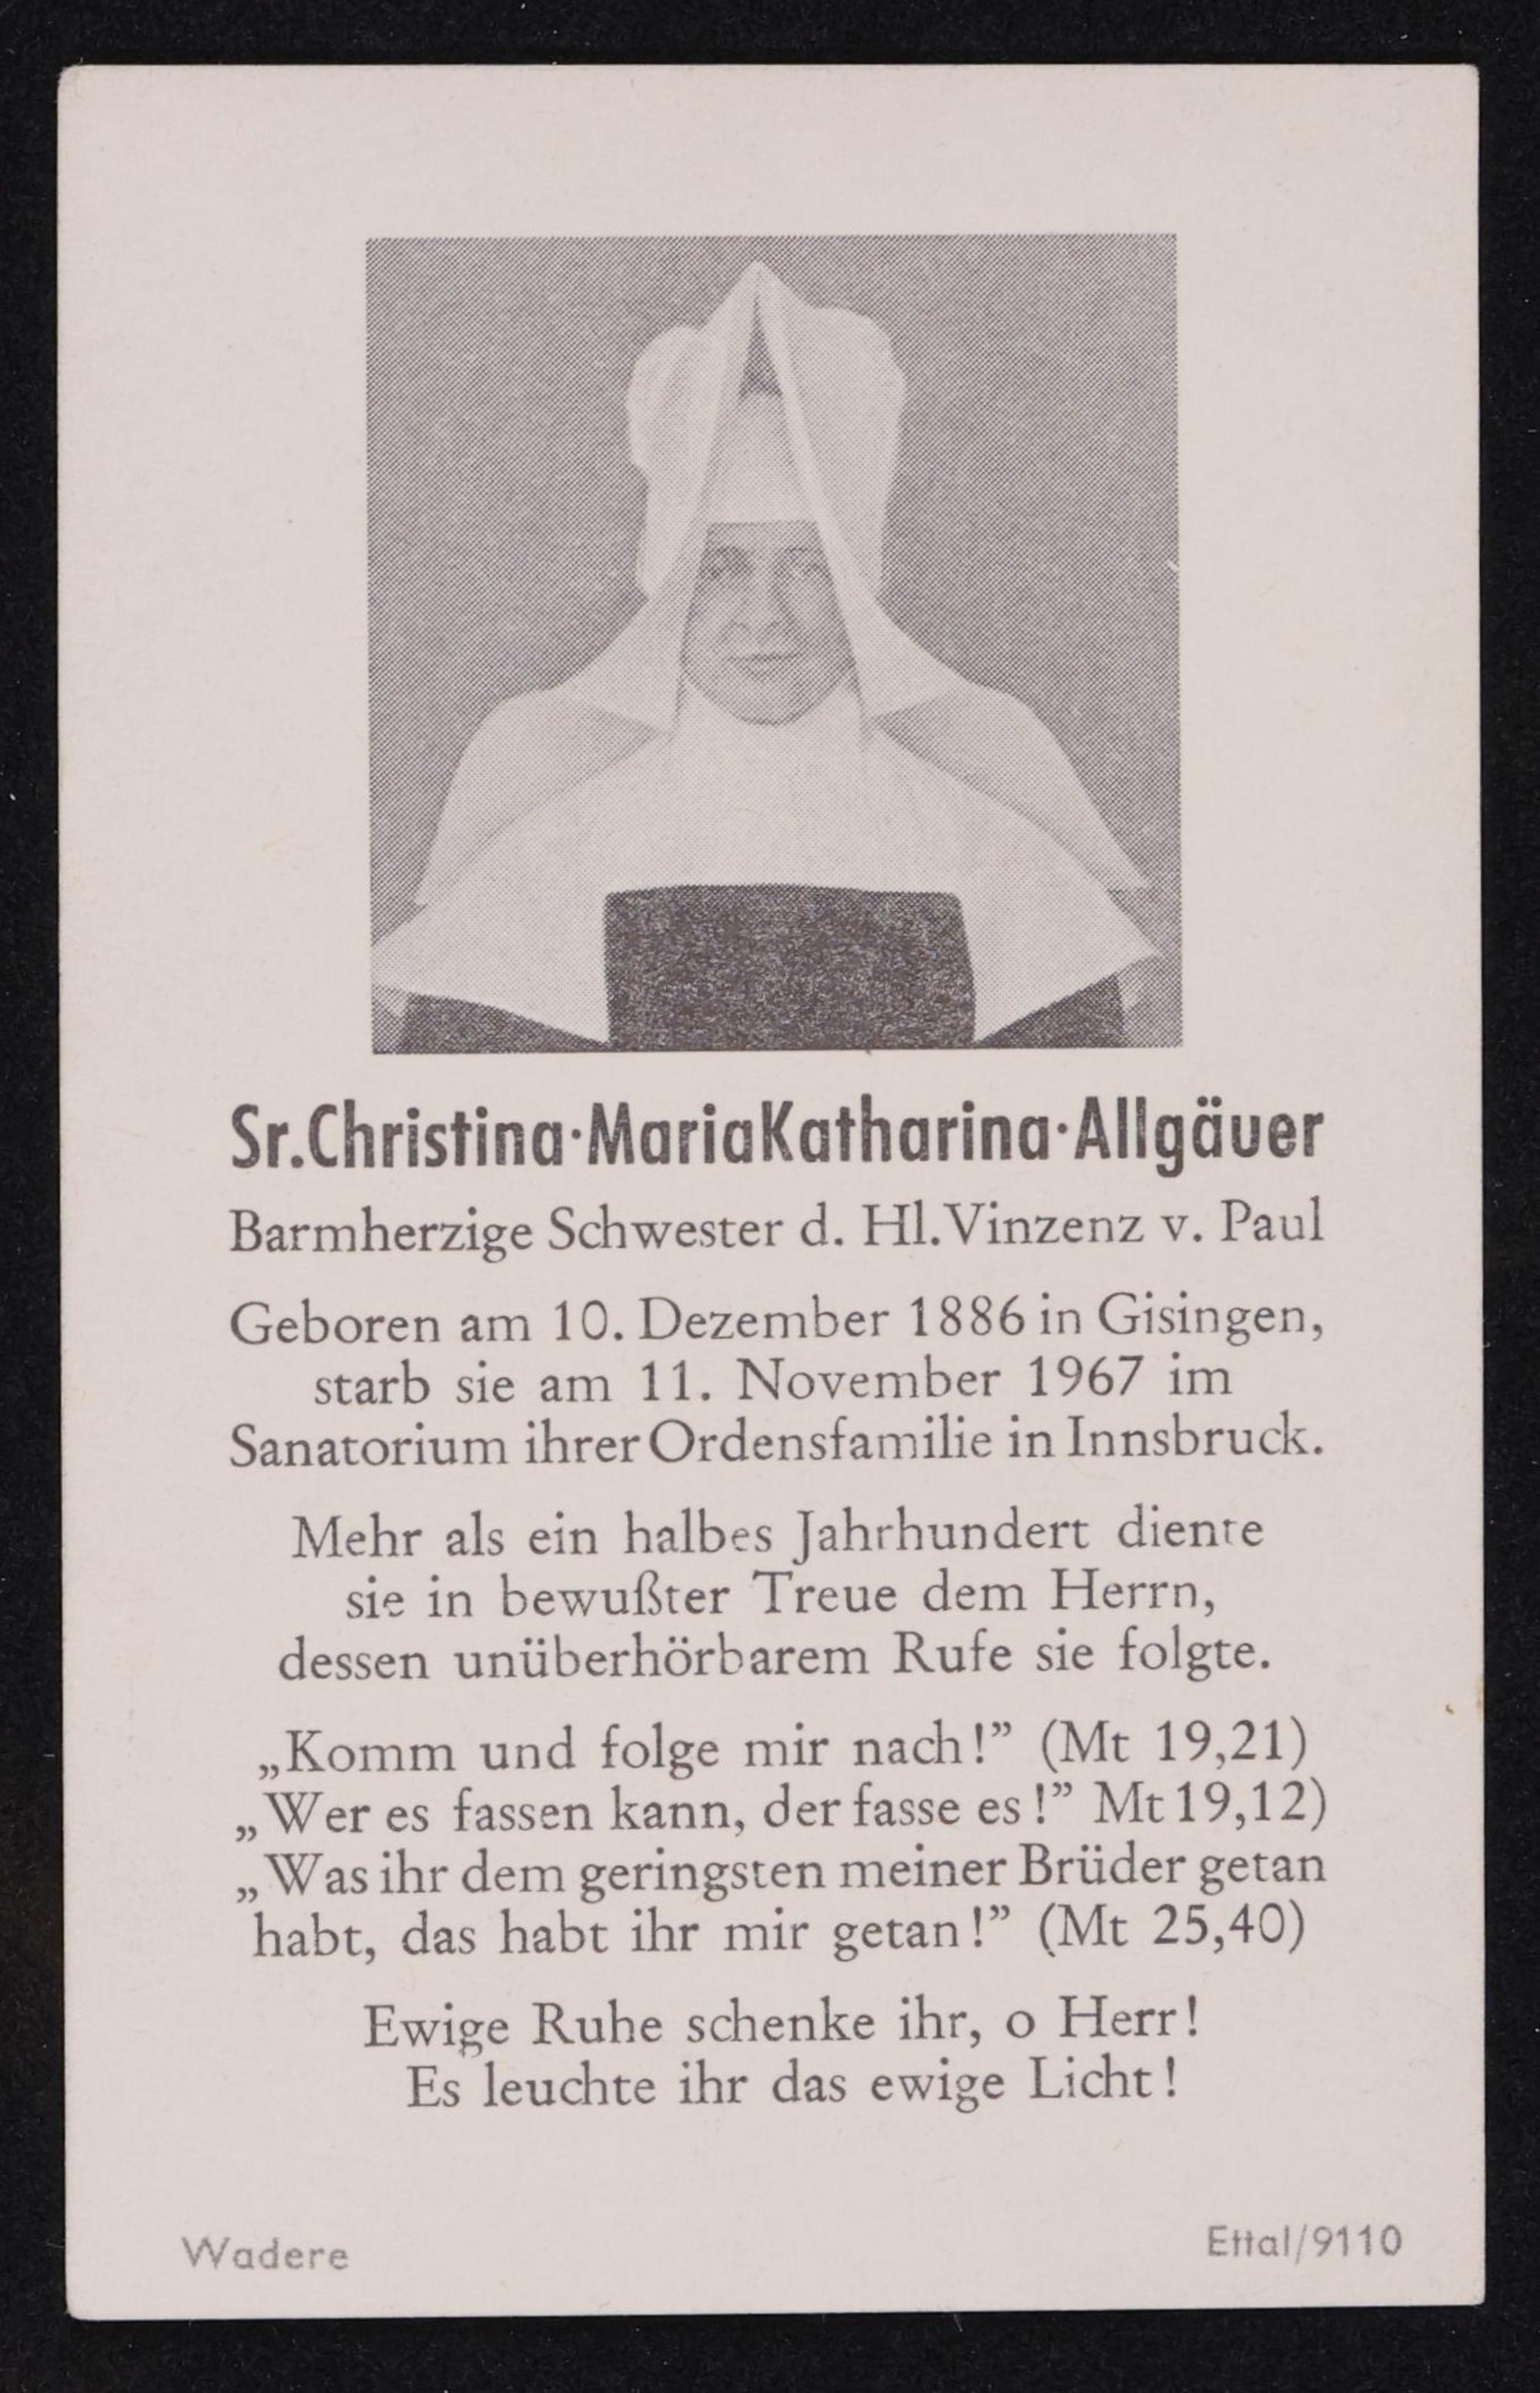 Sr. Christina · Maria Katharina · Allgäuer
Barmherzige Schwester d. Hl. Vinzenz v. Paul
Geboren am 10. Dezember 1886 in Gisingen,
starb sie am 11. November 1967 im
Sanatorium ihrer Ordensfamilie in Innsbruck.
Mehr als ein halbes Jahrhundert diente
sie in bewußter Treue dem Herrn,
dessen unüberhörbarem Rufe sie folgte.
„Komm und folge mir nach!” (Mt 19,21)
„Wer es fassen kann, der fasse es!” Mt 19,12)
„Was ihr dem geringsten meiner Brüder getan
habt, das habt ihr mir getan!” (Mt 25,40)
Ewige Ruhe schenke ihr, o Herr!
Es leuchte ihr das ewige Licht!
Wadere
Ettal/9110